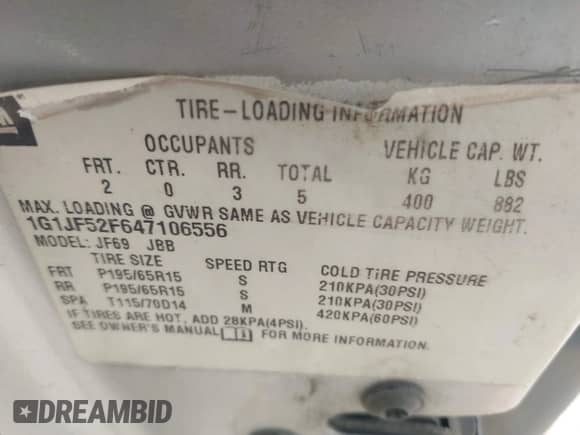 TIRE-LOADING INFORMATION
OCCUPANTS VEHICLE CAP. WT.
FRT. CTR. RR. TOTAL KG LBS
2 0 3 5 400 882
MAX. LOADING @ GVWR SAME AS VEHICLE CAPACITY WEIGHT.
1G1JF52F647106556
MODEL: JF69 JBB
TIRE SIZE SPEED RTG COLD TIRE PRESSURE
FRT P195/65R15 S 210KPA(30PSI)
RR P195/65R15 S 210KPA(30PSI)
SPA T115/70D14 M 420KPA(60PSI)
IF TIRES ARE HOT, ADD 28KPA(4PSI).
SEE OWNER'S MANUAL FOR MORE INFORMATION.
DREAMBID